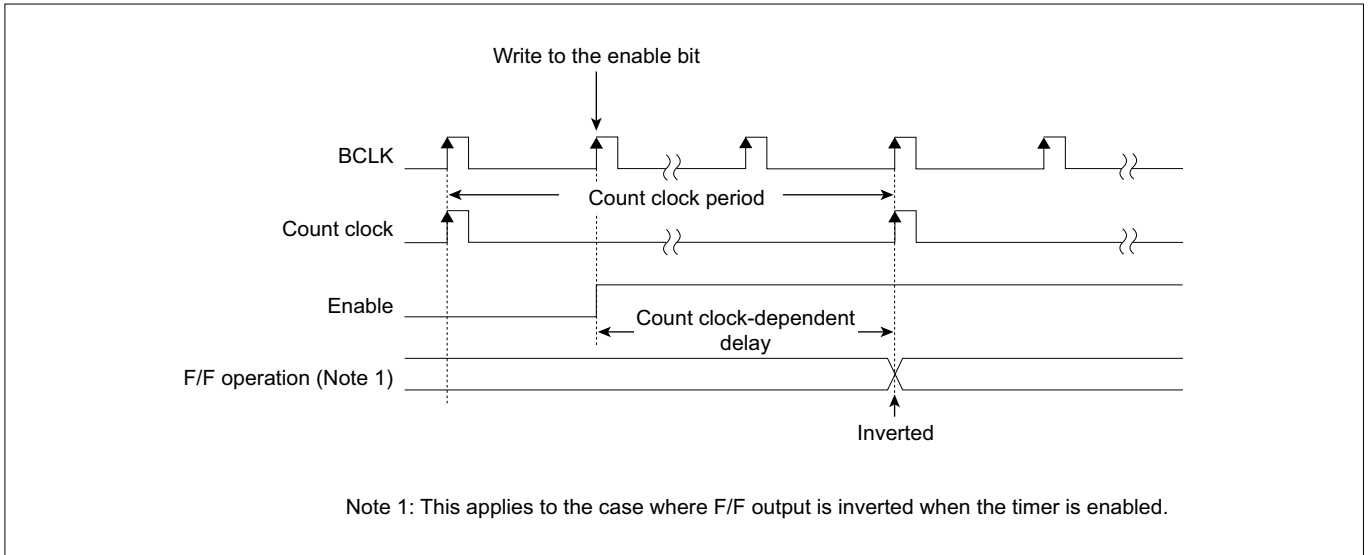 Write to the enable bit
BCLK
Count clock period
Count clock
Enable
Count clock-dependent
delay
F/F operation (Note 1)
Inverted
Note 1: This applies to the case where F/F output is inverted when the timer is enabled.